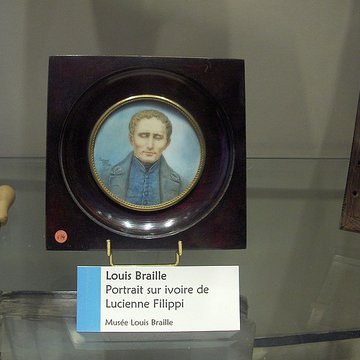 Louis Braille
Portrait sur ivoire de
Lucienne Filippi
Musée Louis Braille